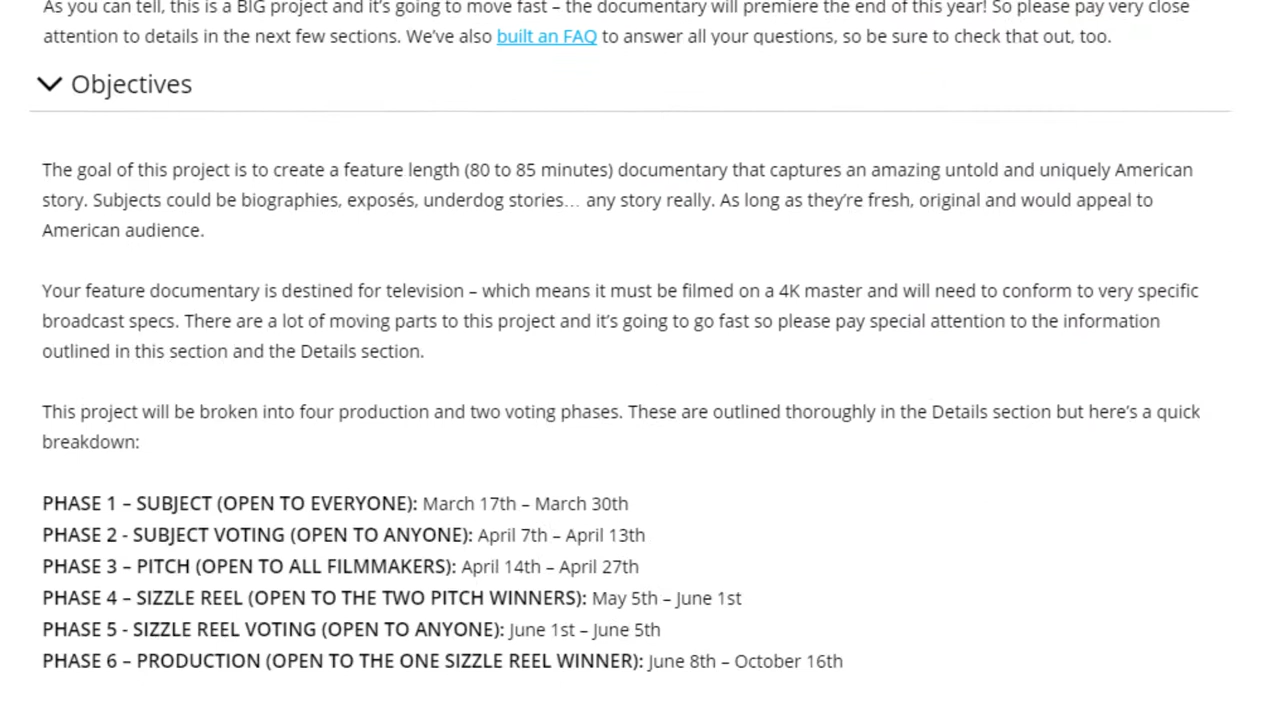 As you can tell, this is a BIG project and it's going to move fast – the documentary will premiere the end of this year! So please pay very close
attention to details in the next few sections. We've also built an FAQ to answer all your questions, so be sure to check that out, too.
Objectives
The goal of this project is to create a feature length (80 to 85 minutes) documentary that captures an amazing untold and uniquely American
story. Subjects could be biographies, exposés, underdog stories… any story really. As long as they're fresh, original and would appeal to
American audience.
Your feature documentary is destined for television – which means it must be filmed on a 4K master and will need to conform to very specific
broadcast specs. There are a lot of moving parts to this project and it's going to go fast so please pay special attention to the information
outlined in this section and the Details section.
This project will be broken into four production and two voting phases. These are outlined thoroughly in the Details section but here's a quick
breakdown:
PHASE 1 – SUBJECT (OPEN TO EVERYONE): March 17th – March 30th
PHASE 2 - SUBJECT VOTING (OPEN TO ANYONE): April 7th – April 13th
PHASE 3 – PITCH (OPEN TO ALL FILMMAKERS): April 14th – April 27th
PHASE 4 – SIZZLE REEL (OPEN TO THE TWO PITCH WINNERS): May 5th – June 1st
PHASE 5 - SIZZLE REEL VOTING (OPEN TO ANYONE): June 1st – June 5th
PHASE 6 – PRODUCTION (OPEN TO THE ONE SIZZLE REEL WINNER): June 8th – October 16th